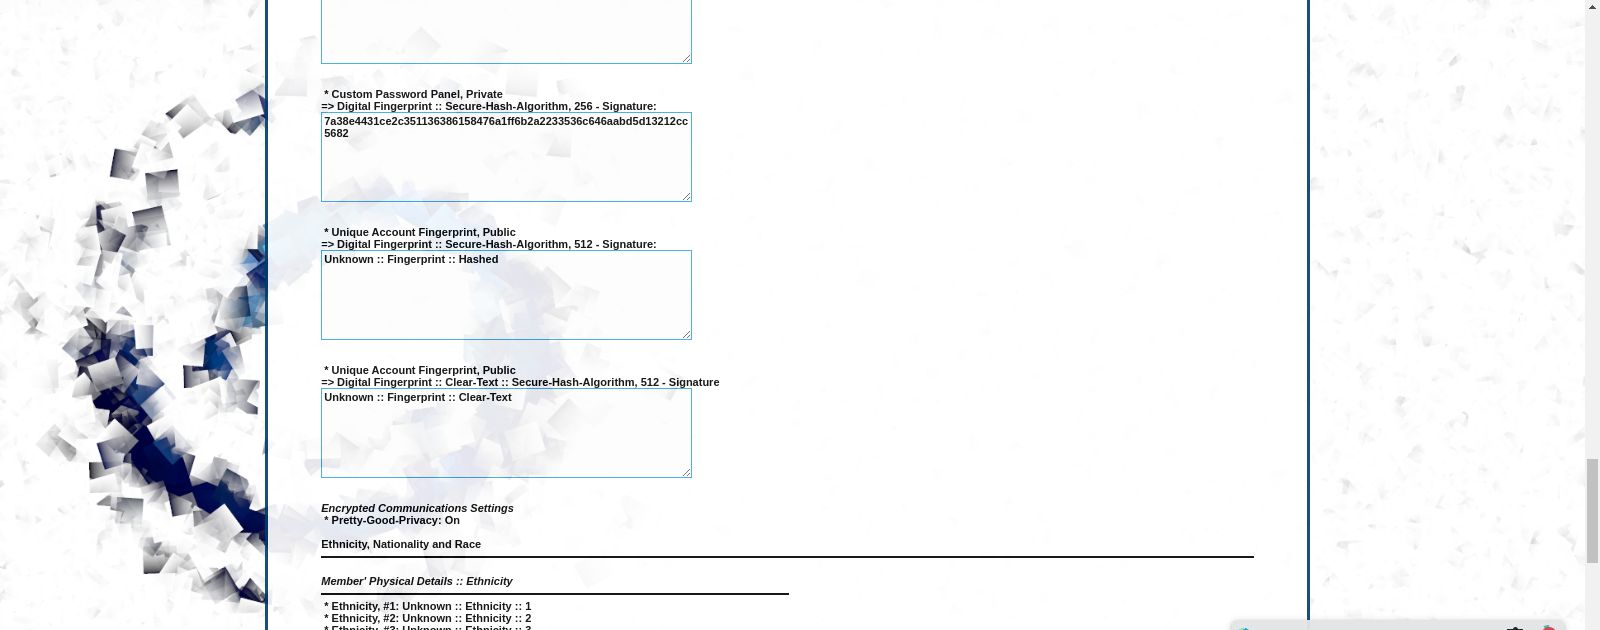 * Custom Password Panel, Private
=> Digital Fingerprint :: Secure-Hash-Algorithm, 256 - Signature:
7a38e4431ce2c351136386158476a1ff6b2a2233536c646aabd5d13212cc
5682
* Unique Account Fingerprint, Public
=> Digital Fingerprint :: Secure-Hash-Algorithm, 512 - Signature:
Unknown :: Fingerprint :: Hashed
* Unique Account Fingerprint, Public
=> Digital Fingerprint :: Clear-Text :: Secure-Hash-Algorithm, 512 - Signature
Unknown :: Fingerprint :: Clear-Text
Encrypted Communications Settings
* Pretty-Good-Privacy: On
Ethnicity, Nationality and Race
Member' Physical Details :: Ethnicity
* Ethnicity, #1: Unknown :: Ethnicity :: 1
* Ethnicity, #2: Unknown :: Ethnicity :: 2
* Ethnicity, #3: Unknown :: Ethnicity :: 3